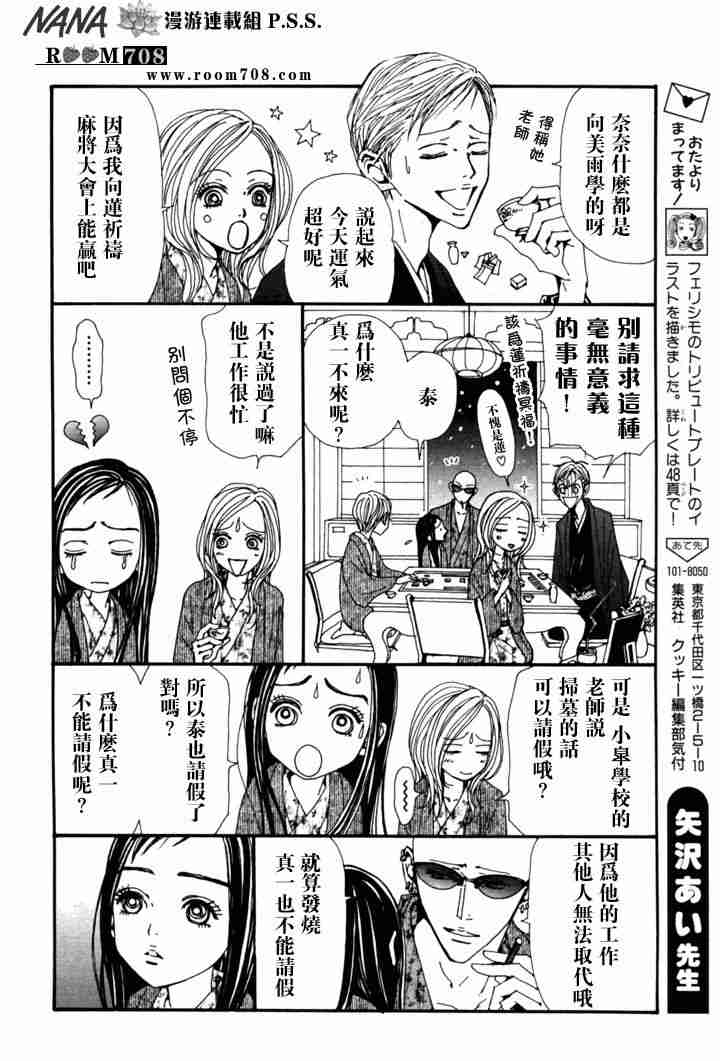 NANA 漫游連載組 P.S.S.
ROOM 708
www.room708.com
奈奈什麼都是
向美雨學的呀
得稱她
老師
說起來
今天運氣
超好呢
因爲我向蓮祈禱
麻將大會上能贏吧
別請求這種
毫無意義
的事情！
該爲蓮祈禱冥福！
不愧是蓮♡
泰
爲什麼
真一不來呢？
不是說過了嘛
他工作很忙
別問個不停
………
可是 小皐學校的
老師說
掃墓的話
可以請假哦？
所以泰也請假了
對嗎？
爲什麼真一
不能請假呢？
因爲他的工作
其他人無法取代哦
就算發燒
真一也不能請假
おたより
まってます！
フェリシモのトリビュートプレートのイ
ラストを描きました。詳しくは48頁で！
あて先
101-8050
東京都千代田区一ツ橋2-5-10
集英社 クッキー編集部気付
矢沢あい先生